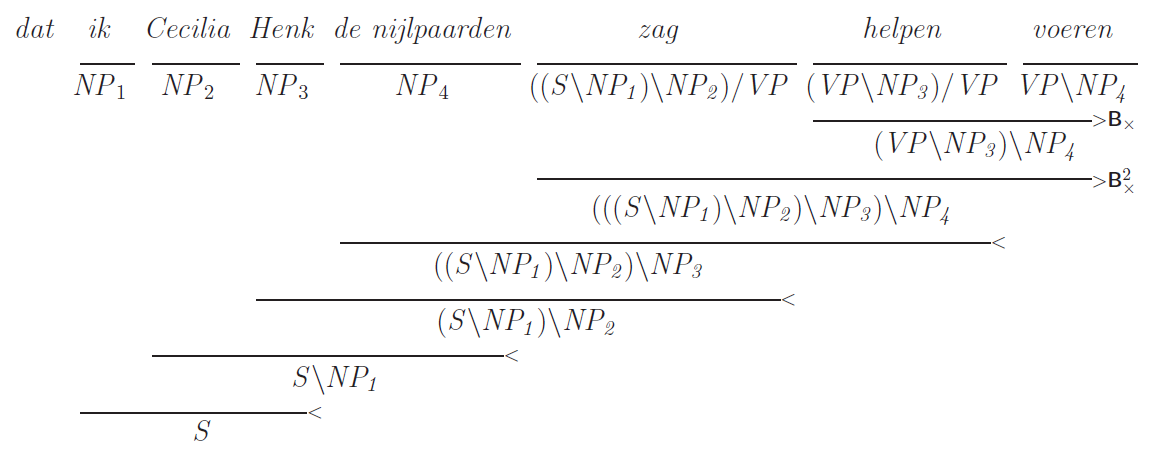 dat ik Cecilia Henk de nijlpaarden zag helpen voeren
NP₁ NP₂ NP₃ NP₄ ((S\NP₁)\NP₂)/VP (VP\NP₃)/VP VP\NP₄
>B×
(VP\NP₃)\NP₄
>B²×
(((S\NP₁)\NP₂)\NP₃)\NP₄
<
((S\NP₁)\NP₂)\NP₃
<
(S\NP₁)\NP₂
<
S\NP₁
<
S